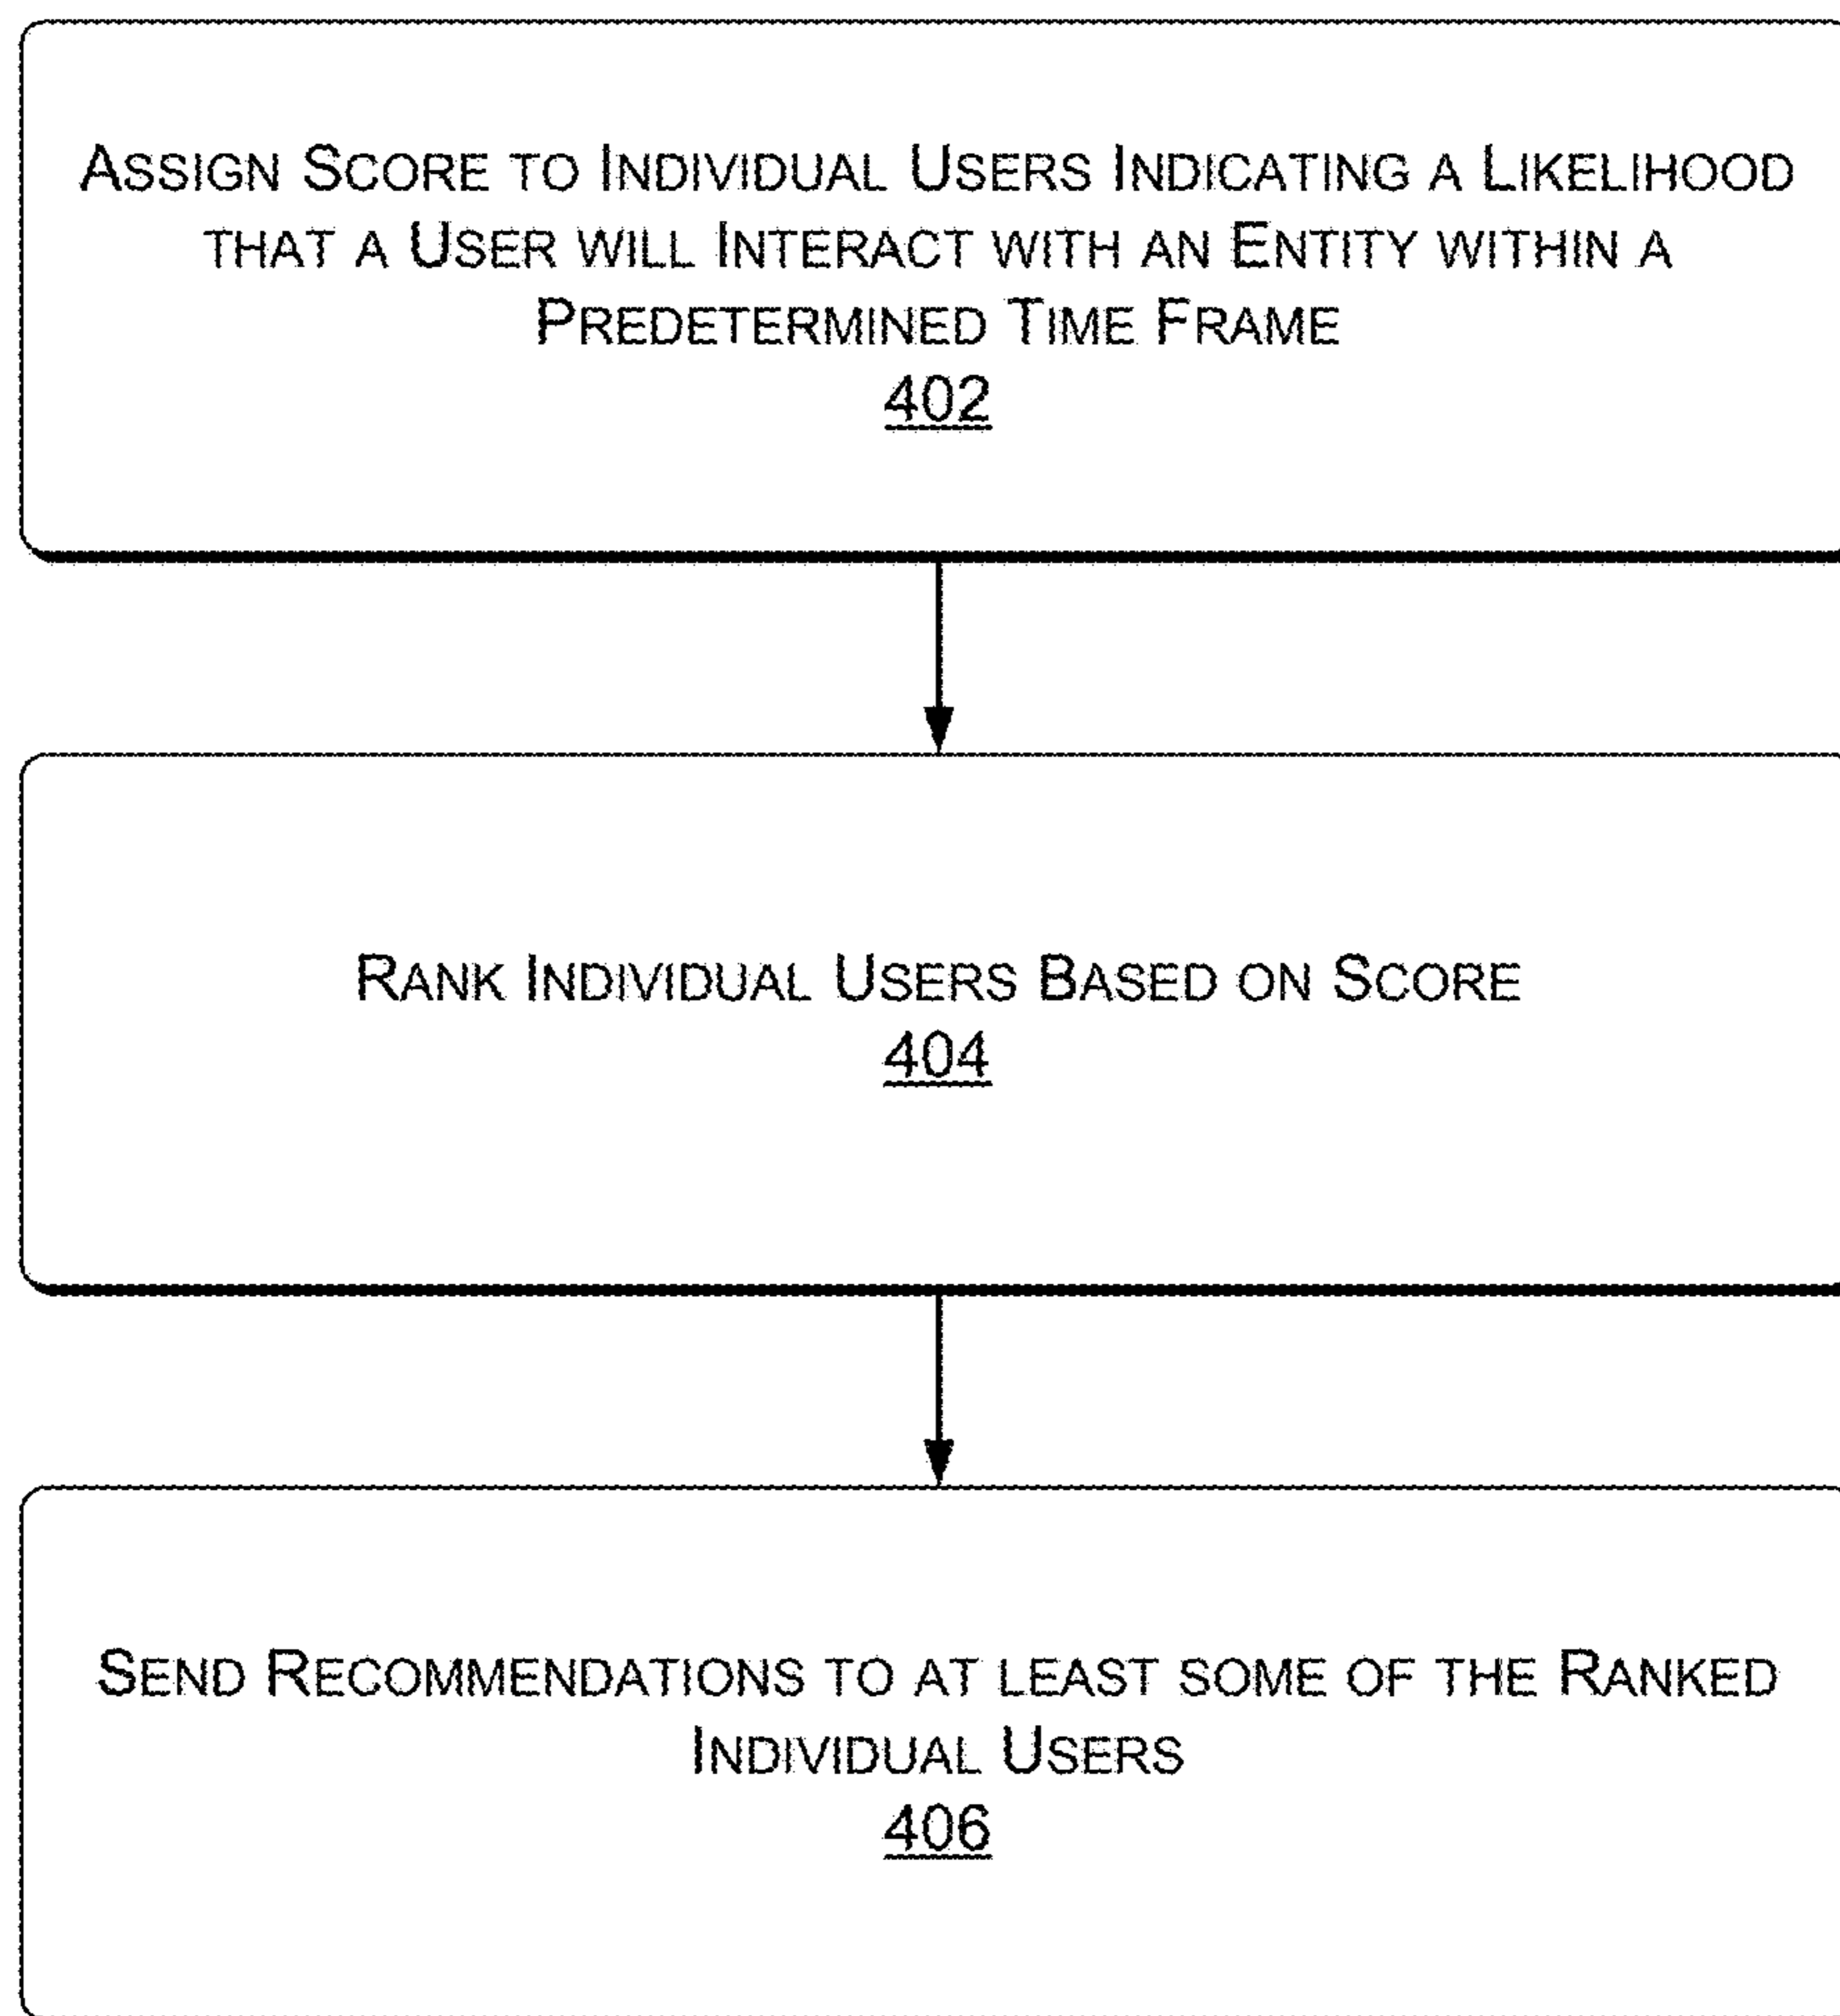 Assign Score to Individual Users Indicating a Likelihood
that a User will Interact with an Entity within a
Predetermined Time Frame
402
Rank Individual Users Based on Score
404
Send Recommendations to at least some of the Ranked
Individual Users
406